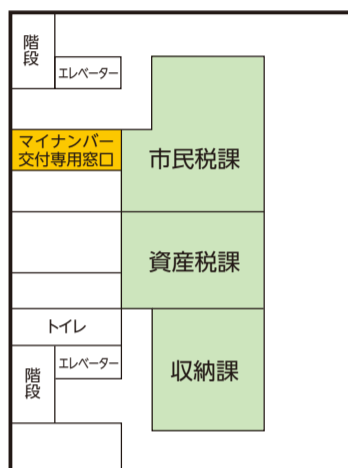 階段
エレベーター
マイナンバー
交付専用窓口
市民税課
資産税課
トイレ
エレベーター
階段
収納課